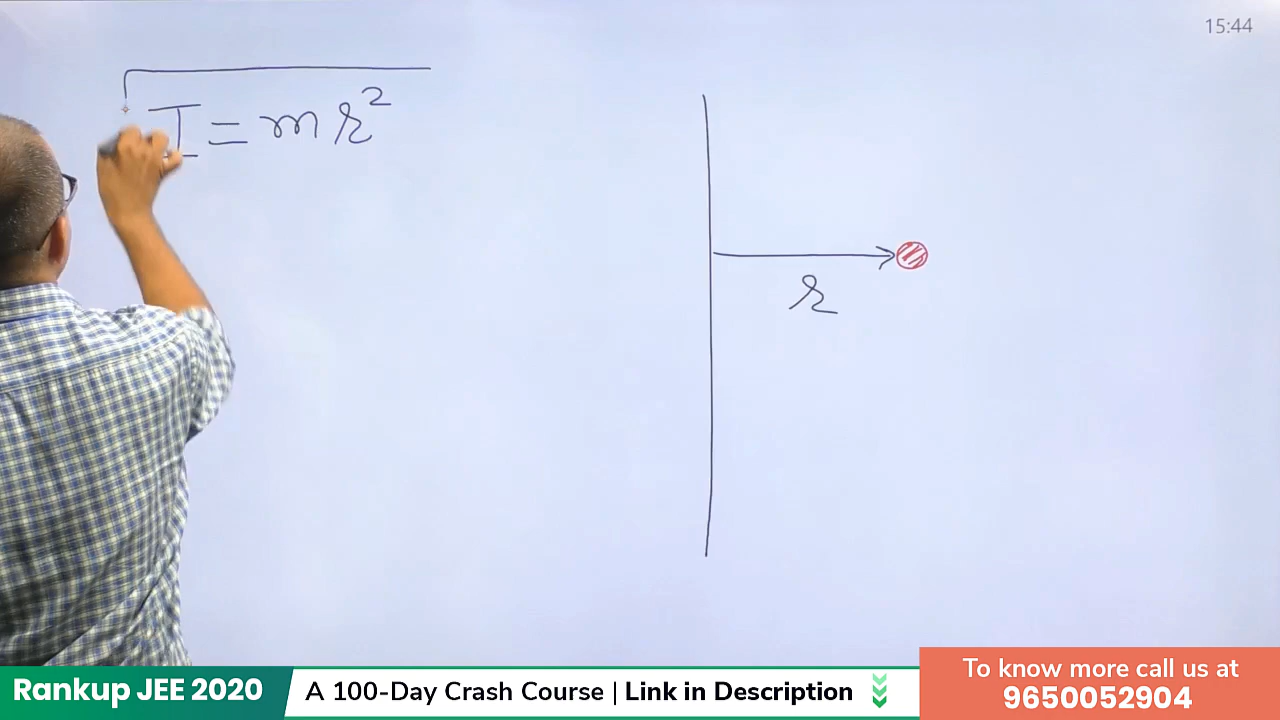 15:44
I = mr²
r
Rankup JEE 2020
A 100-Day Crash Course | Link in Description
To know more call us at
9650052904